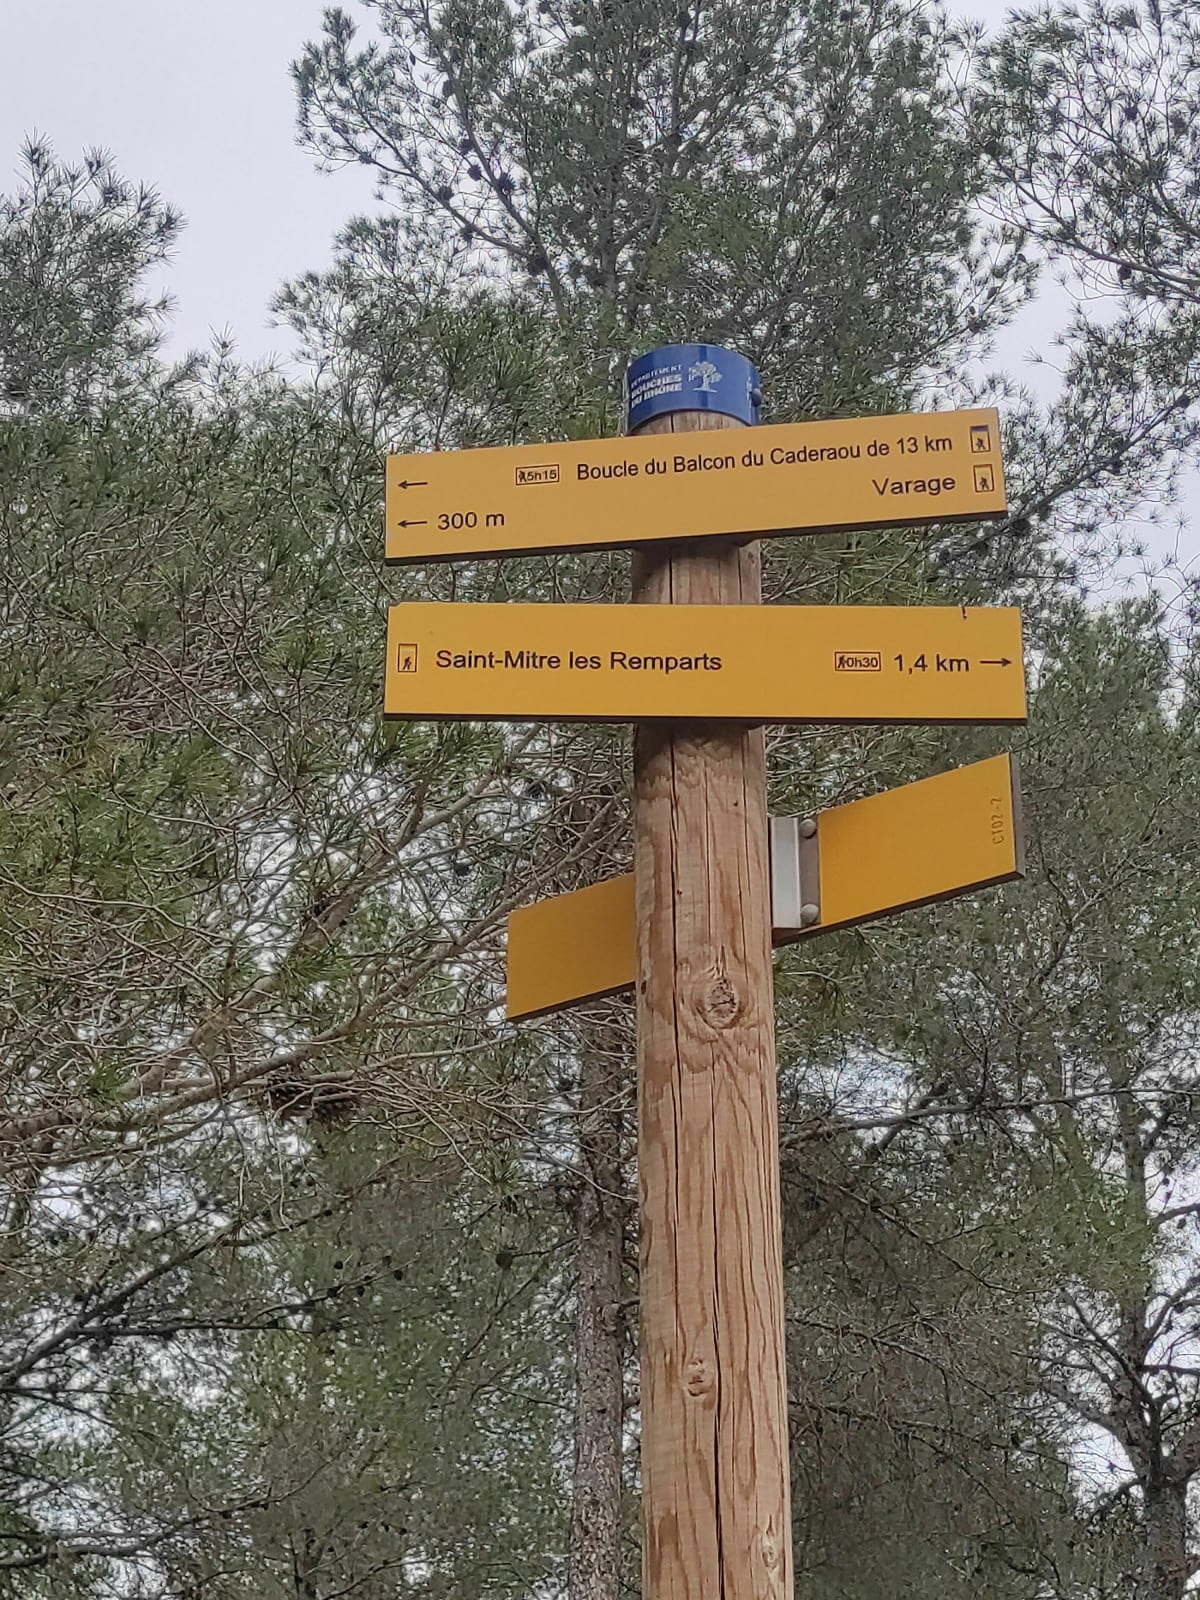 DÉPARTEMENT
BOUCHES
DU RHÔNE
← 5h15 Boucle du Balcon du Caderaou de 13 km
← 300 m Varage
Saint-Mitre les Remparts 0h30 1,4 km →
CT02-2